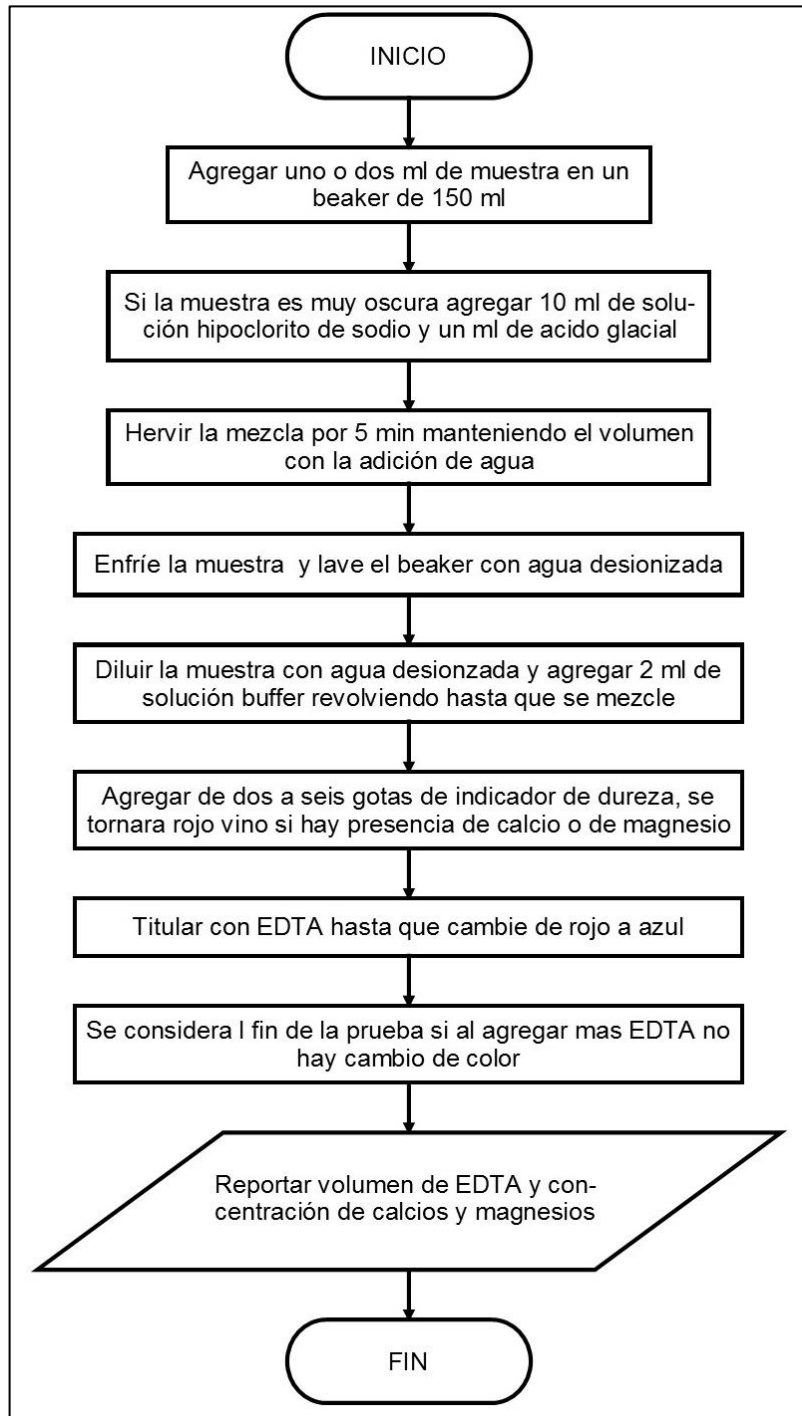 INICIO
Agregar uno o dos ml de muestra en un
beaker de 150 ml
Si la muestra es muy oscura agregar 10 ml de solu-
ción hipoclorito de sodio y un ml de acido glacial
Hervir la mezcla por 5 min manteniendo el volumen
con la adición de agua
Enfríe la muestra y lave el beaker con agua desionizada
Diluir la muestra con agua desionzada y agregar 2 ml de
solución buffer revolviendo hasta que se mezcle
Agregar de dos a seis gotas de indicador de dureza, se
tornara rojo vino si hay presencia de calcio o de magnesio
Titular con EDTA hasta que cambie de rojo a azul
Se considera l fin de la prueba si al agregar mas EDTA no
hay cambio de color
Reportar volumen de EDTA y con-
centración de calcios y magnesios
FIN